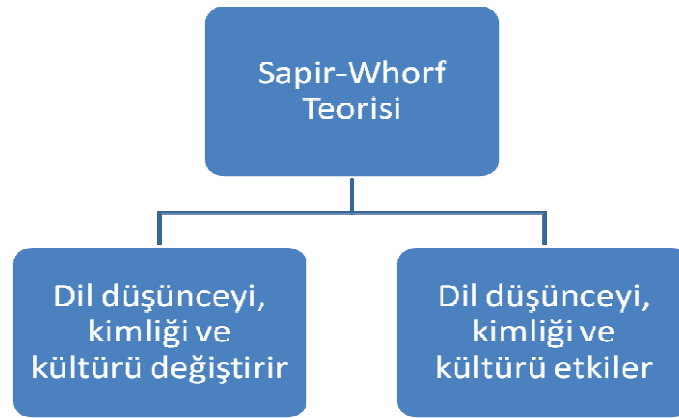 Sapir-Whorf
Teorisi
Dil düşünceyi,
kimliği ve
kültürü değiştirir
Dil düşünceyi,
kimliği ve
kültürü etkiler